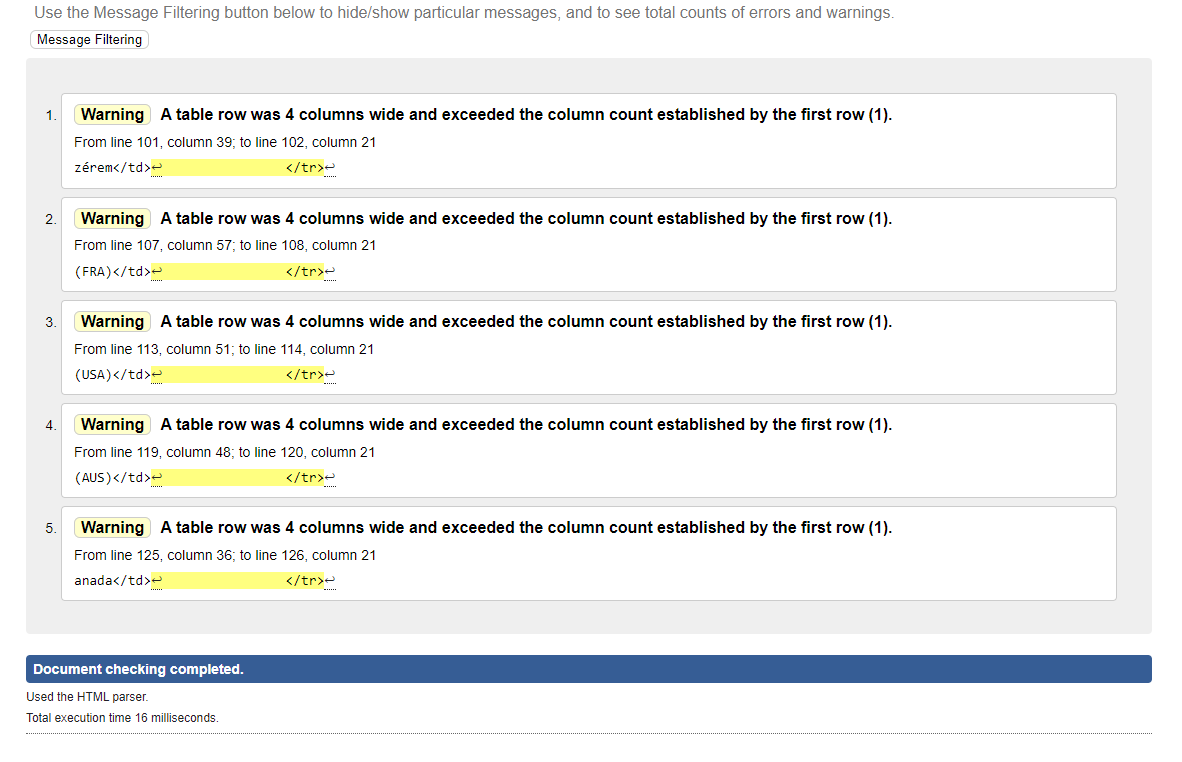 Use the Message Filtering button below to hide/show particular messages, and to see total counts of errors and warnings.
Message Filtering
1. Warning A table row was 4 columns wide and exceeded the column count established by the first row (1).
From line 101, column 39; to line 102, column 21
zérem</td>↩ </tr>↩
2. Warning A table row was 4 columns wide and exceeded the column count established by the first row (1).
From line 107, column 57; to line 108, column 21
(FRA)</td>↩ </tr>↩
3. Warning A table row was 4 columns wide and exceeded the column count established by the first row (1).
From line 113, column 51; to line 114, column 21
(USA)</td>↩ </tr>↩
4. Warning A table row was 4 columns wide and exceeded the column count established by the first row (1).
From line 119, column 48; to line 120, column 21
(AUS)</td>↩ </tr>↩
5. Warning A table row was 4 columns wide and exceeded the column count established by the first row (1).
From line 125, column 36; to line 126, column 21
anada</td>↩ </tr>↩
Document checking completed.
Used the HTML parser.
Total execution time 16 milliseconds.